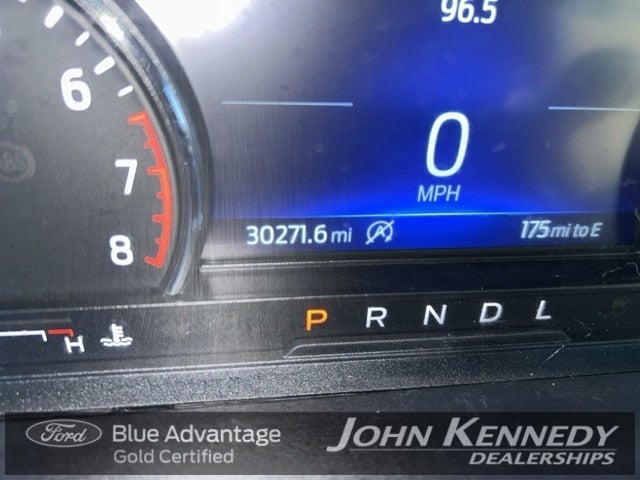 96.5
6
0
7
MPH
30271.6 mi 175 mi to E
8
P R N D L
H
Ford Blue Advantage
Gold Certified
JOHN KENNEDY
DEALERSHIPS